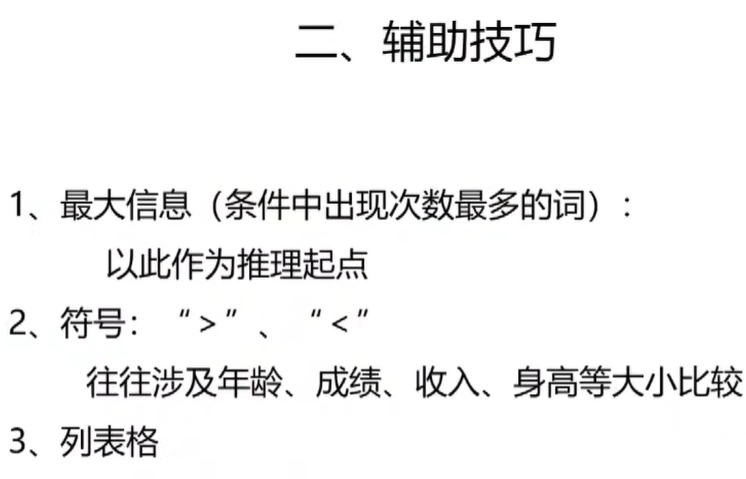 二、辅助技巧
1、最大信息（条件中出现次数最多的词）：
以此作为推理起点
2、符号：“>”、“<”
往往涉及年龄、成绩、收入、身高等大小比较
3、列表格